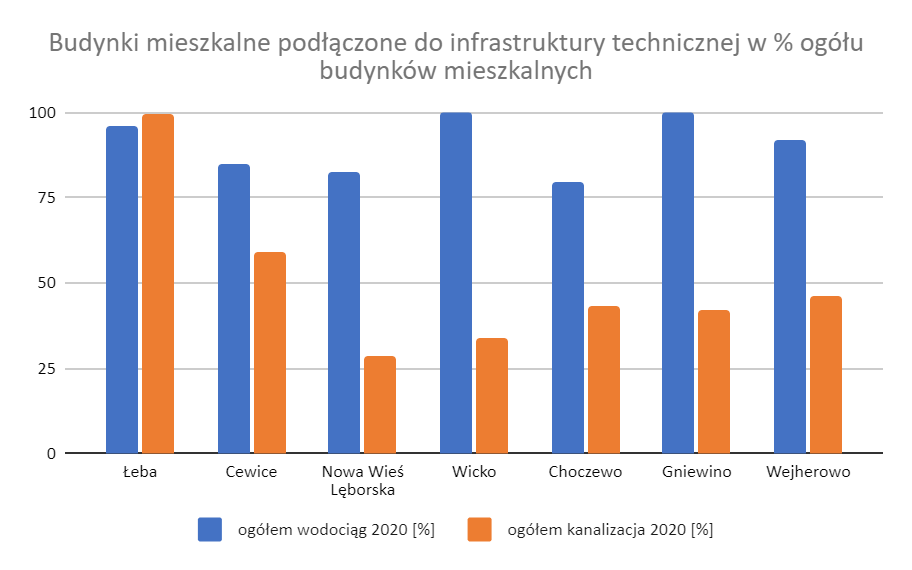 Budynki mieszkalne podłączone do infrastruktury technicznej w % ogółu
budynków mieszkalnych
100
75
50
25
0
Łeba
Cewice
Nowa Wieś
Lęborska
Wicko
Choczewo
Gniewino
Wejherowo
ogółem wodociąg 2020 [%]
ogółem kanalizacja 2020 [%]